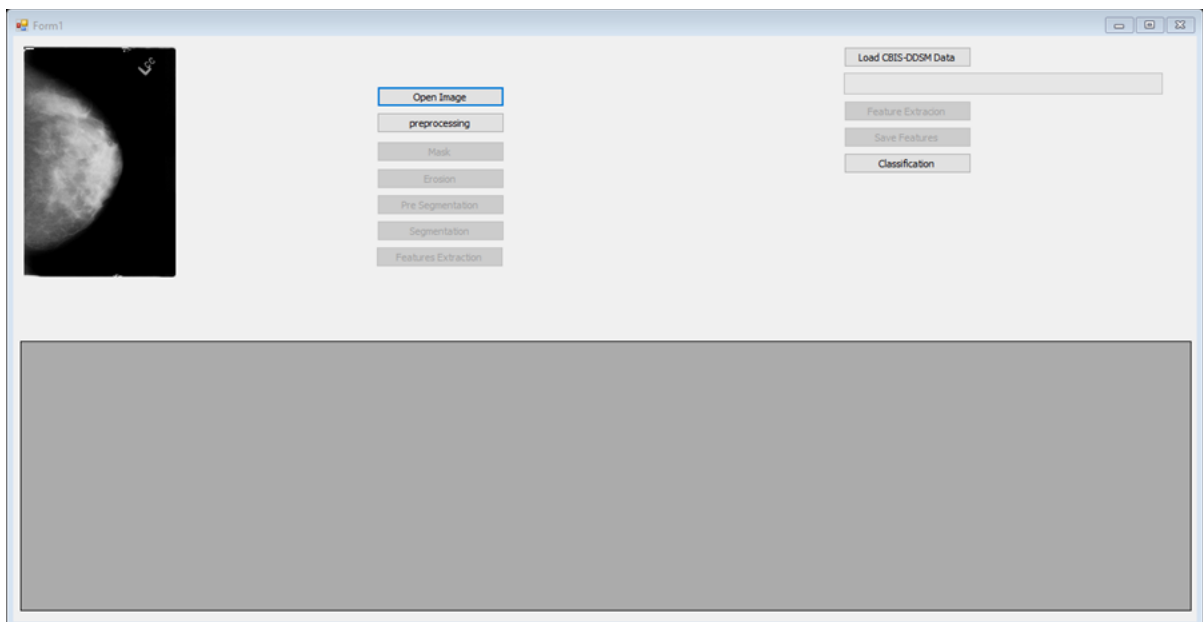 Form1
Lcc
Open Image
preprocessing
Mask
Erosion
Pre Segmentation
Segmentation
Features Extraction
Load CBIS-DDSM Data
Feature Extracion
Save Features
Classification